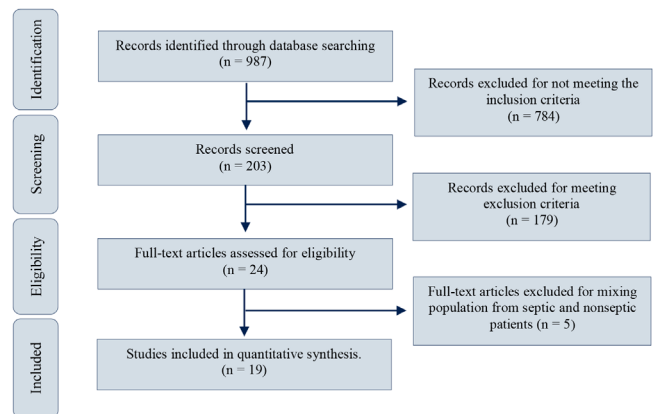 Identification
Records identified through database searching
(n = 987)
Records excluded for not meeting the
inclusion criteria
(n = 784)
Screening
Records screened
(n = 203)
Records excluded for meeting
exclusion criteria
(n = 179)
Eligibility
Full-text articles assessed for eligibility
(n = 24)
Full-text articles excluded for mixing
population from septic and nonseptic
patients (n = 5)
Included
Studies included in quantitative synthesis.
(n = 19)